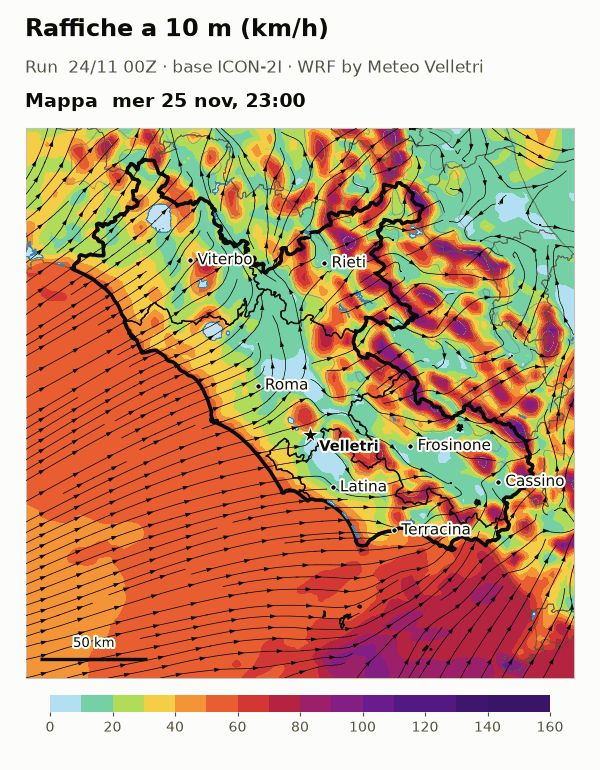 Raffiche a 10 m (km/h)
Run  24/11 00Z · base ICON-2I · WRF by Meteo Velletri
Mappa  mer 25 nov, 23:00
Viterbo
Rieti
Roma
Velletri
Frosinone
Latina
Cassino
Terracina
50 km
0 20 40 60 80 100 120 140 160